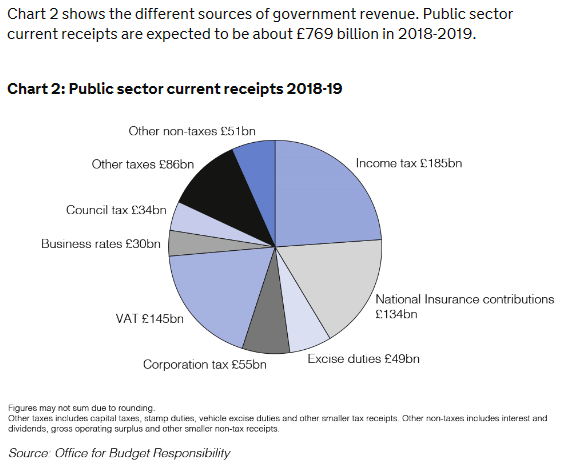 Chart 2 shows the different sources of government revenue. Public sector
current receipts are expected to be about £769 billion in 2018-2019.
Chart 2: Public sector current receipts 2018-19
Other non-taxes £51bn
Other taxes £86bn
Income tax £185bn
Council tax £34bn
Business rates £30bn
National Insurance contributions
£134bn
VAT £145bn
Excise duties £49bn
Corporation tax £55bn
Figures may not sum due to rounding.
Other taxes includes capital taxes, stamp duties, vehicle excise duties and other smaller tax receipts. Other non-taxes includes interest and
dividends, gross operating surplus and other smaller non-tax receipts.
Source: Office for Budget Responsibility